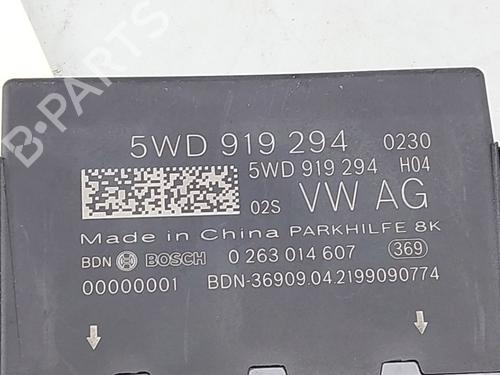 B-PARTS
5WD 919 294 0230
5WD 919 294 H04
02S VW AG
Made in China PARKHILFE 8K
BDN BOSCH 0 263 014 607 369
00000001 BDN-36909.04.2199090774